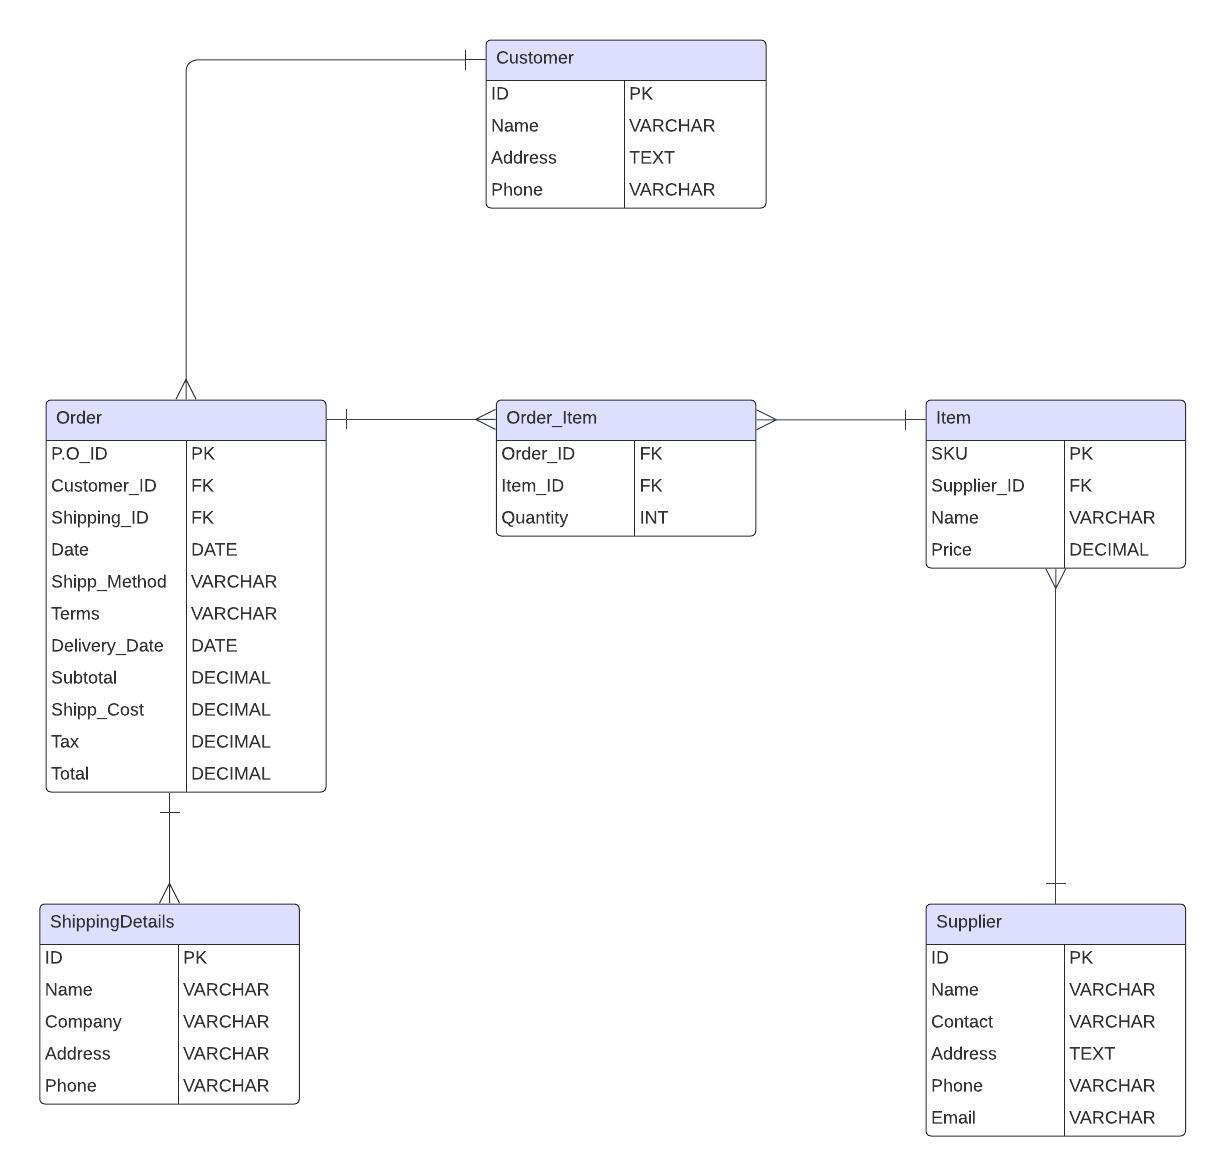 Customer
ID PK
Name VARCHAR
Address TEXT
Phone VARCHAR
Order
P.O_ID PK
Customer_ID FK
Shipping_ID FK
Date DATE
Shipp_Method VARCHAR
Terms VARCHAR
Delivery_Date DATE
Subtotal DECIMAL
Shipp_Cost DECIMAL
Tax DECIMAL
Total DECIMAL
Order_Item
Order_ID FK
Item_ID FK
Quantity INT
Item
SKU PK
Supplier_ID FK
Name VARCHAR
Price DECIMAL
ShippingDetails
ID PK
Name VARCHAR
Company VARCHAR
Address VARCHAR
Phone VARCHAR
Supplier
ID PK
Name VARCHAR
Contact VARCHAR
Address TEXT
Phone VARCHAR
Email VARCHAR